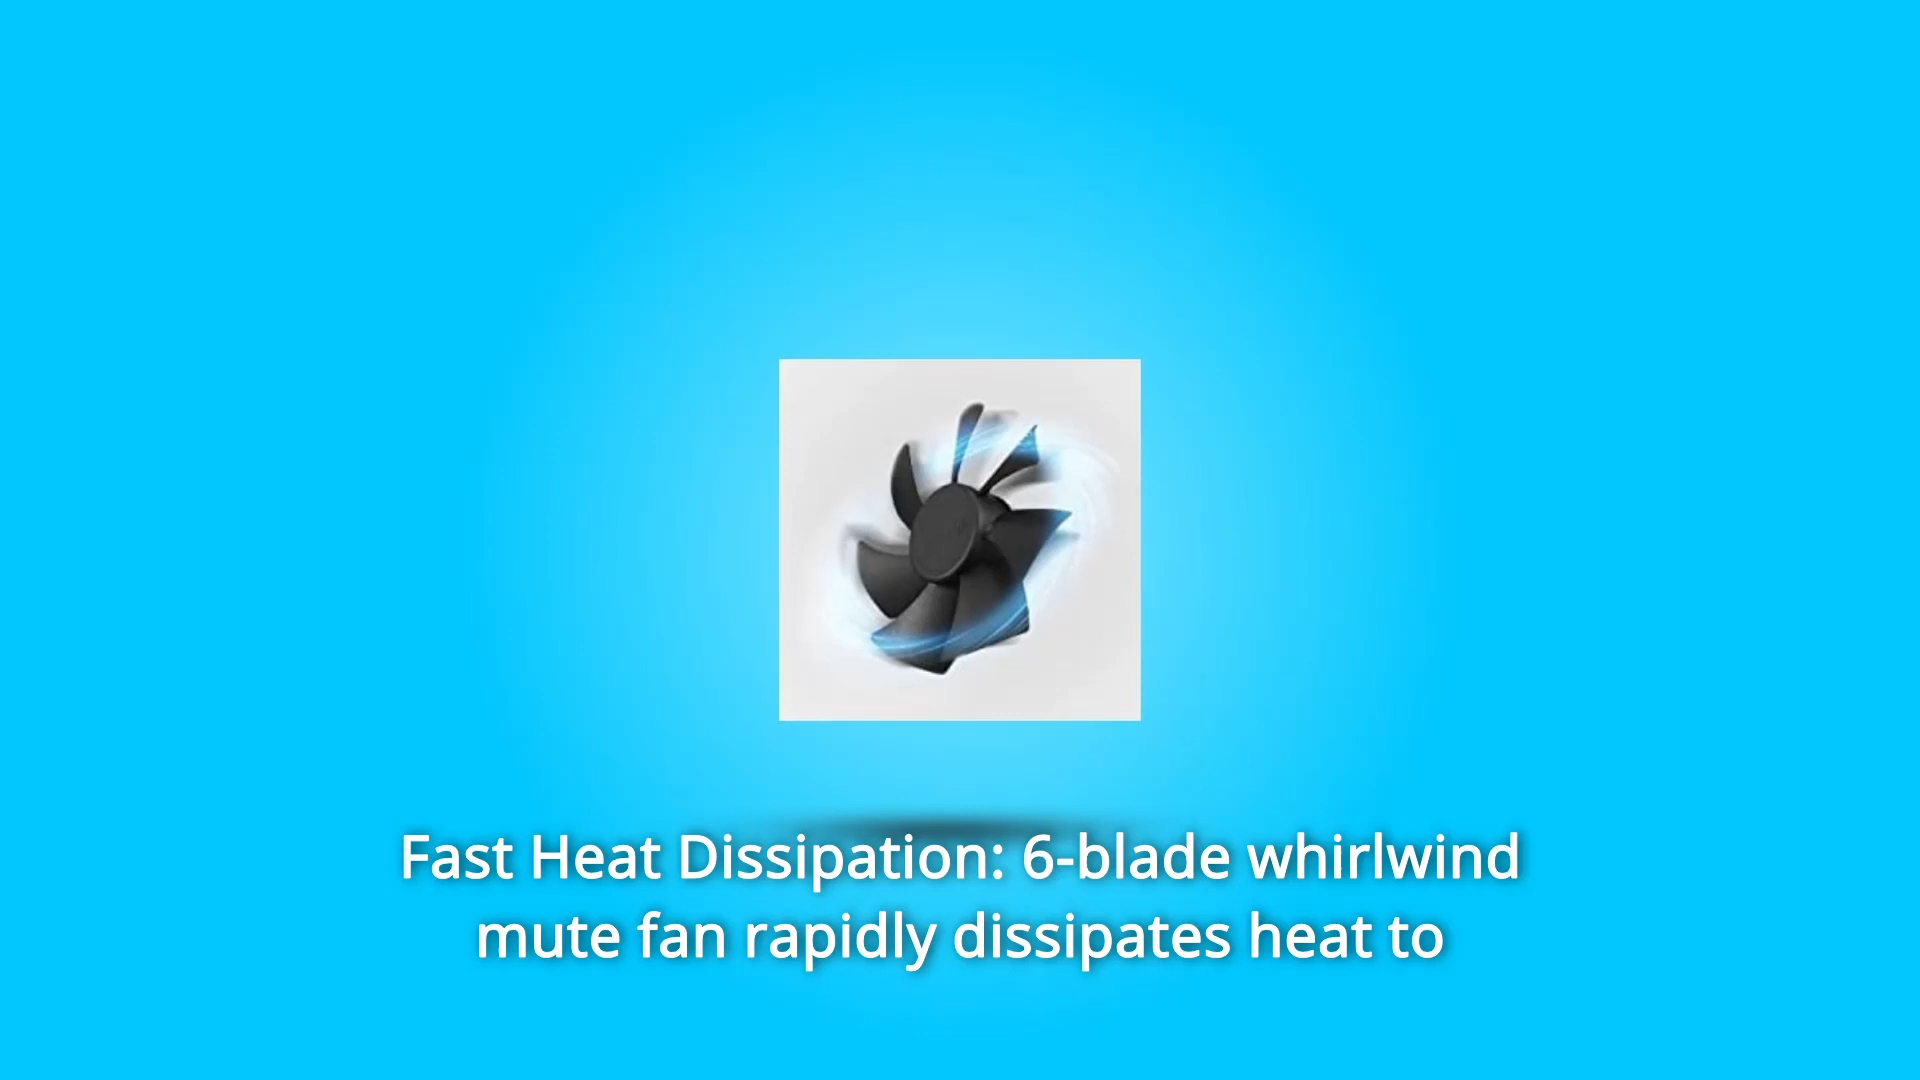 Fast Heat Dissipation: 6-blade whirlwind
mute fan rapidly dissipates heat to